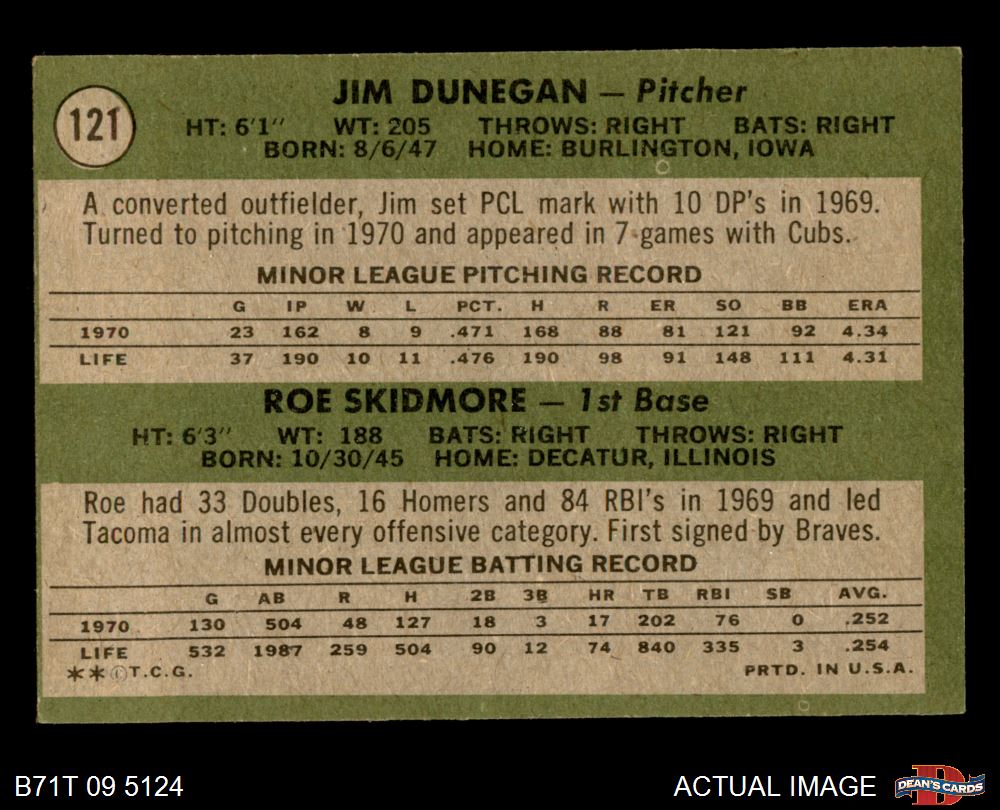 121
JIM DUNEGAN — Pitcher
HT: 6'1" WT: 205 THROWS: RIGHT BATS: RIGHT
BORN: 8/6/47 HOME: BURLINGTON, IOWA
A converted outfielder, Jim set PCL mark with 10 DP's in 1969.
Turned to pitching in 1970 and appeared in 7 games with Cubs.
MINOR LEAGUE PITCHING RECORD
G IP W L PCT. H R ER SO BB ERA
1970 23 162 8 9 .471 168 88 81 121 92 4.34
LIFE 37 190 10 11 .476 190 98 91 148 111 4.31
ROE SKIDMORE — 1st Base
HT: 6'3" WT: 188 BATS: RIGHT THROWS: RIGHT
BORN: 10/30/45 HOME: DECATUR, ILLINOIS
Roe had 33 Doubles, 16 Homers and 84 RBI's in 1969 and led
Tacoma in almost every offensive category. First signed by Braves.
MINOR LEAGUE BATTING RECORD
G AB R H 2B 3B HR TB RBI SB AVG.
1970 130 504 48 127 18 3 17 202 76 0 .252
LIFE 532 1987 259 504 90 12 74 840 335 3 .254
**©T.C.G. PRTD. IN U.S.A.
B71T 09 5124 ACTUAL IMAGE DEAN'S CARDS